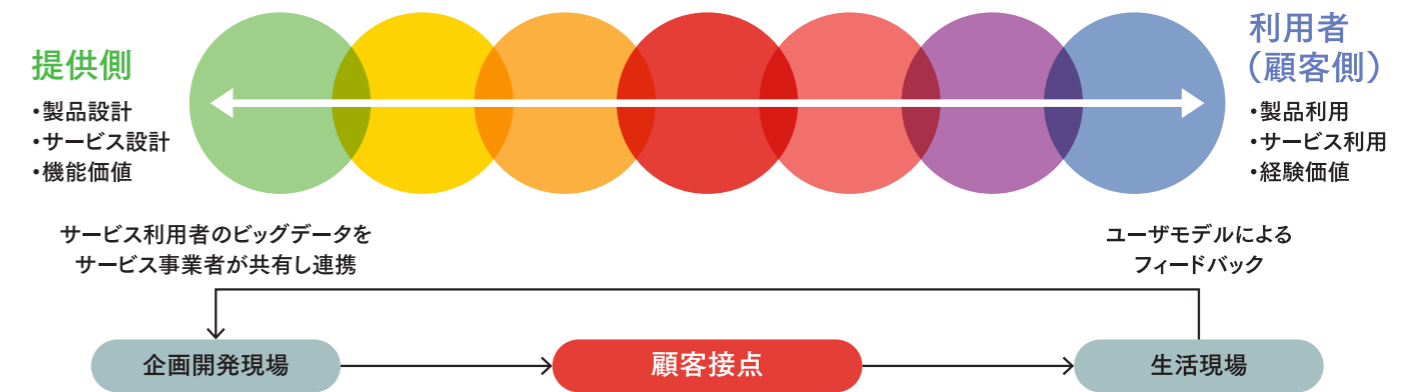 提供側
・製品設計
・サービス設計
・機能価値
利用者
（顧客側）
・製品利用
・サービス利用
・経験価値
サービス利用者のビッグデータを
サービス事業者が共有し連携
ユーザモデルによる
フィードバック
企画開発現場
顧客接点
生活現場